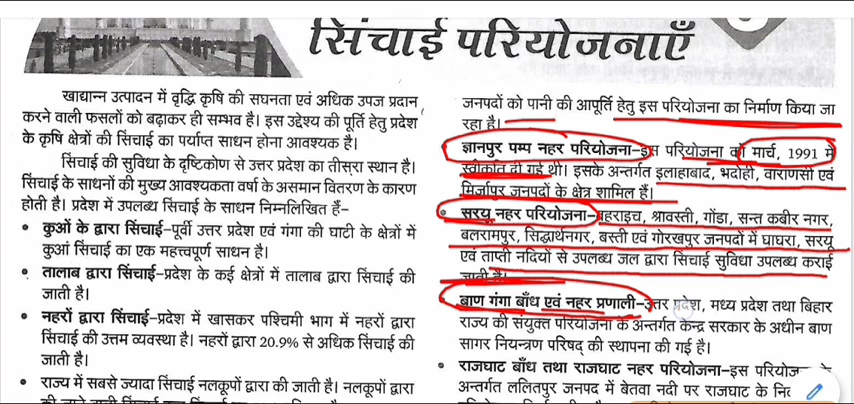 सिंचाई परियोजनाएँ
खाद्यान्न उत्पादन में वृद्धि कृषि की सघनता एवं अधिक उपज प्रदान
करने वाली फसलों को बढ़ाकर ही सम्भव है। इस उद्देश्य की पूर्ति हेतु प्रदेश
के कृषि क्षेत्रों की सिंचाई का पर्याप्त साधन होना आवश्यक है।
सिंचाई की सुविधा के दृष्टिकोण से उत्तर प्रदेश का तीसरा स्थान है।
सिंचाई के साधनों की मुख्य आवश्यकता वर्षा के असमान वितरण के कारण
होती है। प्रदेश में उपलब्ध सिंचाई के साधन निम्नलिखित हैं–
• कुओं के द्वारा सिंचाई–पूर्वी उत्तर प्रदेश एवं गंगा की घाटी के क्षेत्रों में
कुआं सिंचाई का एक महत्त्वपूर्ण साधन है।
• तालाब द्वारा सिंचाई–प्रदेश के कई क्षेत्रों में तालाब द्वारा सिंचाई की
जाती है।
• नहरों द्वारा सिंचाई–प्रदेश में खासकर पश्चिमी भाग में नहरों द्वारा
सिंचाई की उत्तम व्यवस्था है। नहरों द्वारा 20.9% से अधिक सिंचाई की
जाती है।
• राज्य में सबसे ज्यादा सिंचाई नलकूपों द्वारा की जाती है। नलकूपों द्वारा
जनपदों को पानी की आपूर्ति हेतु इस परियोजना का निर्माण किया जा
रहा है।
ज्ञानपुर पम्प नहर परियोजना–इस परियोजना को मार्च, 1991 में
स्वीकृति दी गई थी। इसके अन्तर्गत इलाहाबाद, भदोही, वाराणसी एवं
मिर्जापुर जनपदों के क्षेत्र शामिल हैं।
• सरयू नहर परियोजना–बहराइच, श्रावस्ती, गोंडा, सन्त कबीर नगर,
बलरामपुर, सिद्धार्थनगर, बस्ती एवं गोरखपुर जनपदों में घाघरा, सरयू
एवं ताप्ती नदियों से उपलब्ध जल द्वारा सिंचाई सुविधा उपलब्ध कराई
जाती है।
बाण गंगा बाँध एवं नहर प्रणाली–उत्तर प्रदेश, मध्य प्रदेश तथा बिहार
राज्य की संयुक्त परियोजना के अन्तर्गत केन्द्र सरकार के अधीन बाण
सागर नियन्त्रण परिषद् की स्थापना की गई है।
• राजघाट बाँध तथा राजघाट नहर परियोजना–इस
अन्तर्गत ललितपुर जनपद में बेतवा नदी पर राजघाट के